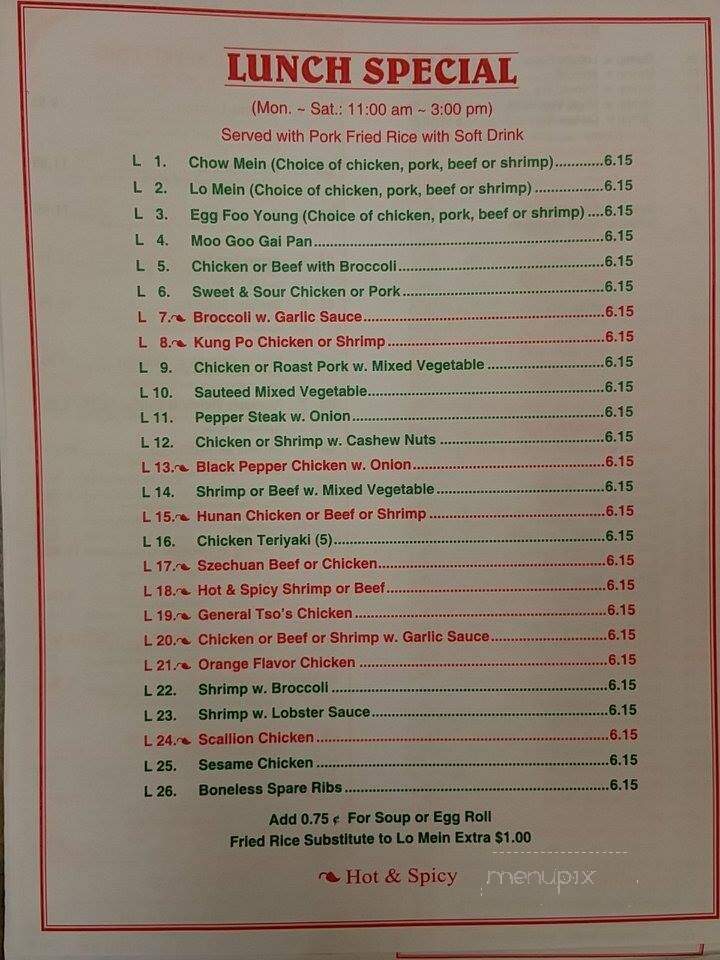 LUNCH SPECIAL
(Mon. ~ Sat.: 11:00 am ~ 3:00 pm)
Served with Pork Fried Rice with Soft Drink
L 1. Chow Mein (Choice of chicken, pork, beef or shrimp)............6.15
L 2. Lo Mein (Choice of chicken, pork, beef or shrimp) .................6.15
L 3. Egg Foo Young (Choice of chicken, pork, beef or shrimp) ....6.15
L 4. Moo Goo Gai Pan.......................................................................6.15
L 5. Chicken or Beef with Broccoli...................................................6.15
L 6. Sweet & Sour Chicken or Pork..................................................6.15
L 7. Broccoli w. Garlic Sauce............................................................6.15
L 8. Kung Po Chicken or Shrimp......................................................6.15
L 9. Chicken or Roast Pork w. Mixed Vegetable .............................6.15
L 10. Sauteed Mixed Vegetable...........................................................6.15
L 11. Pepper Steak w. Onion...............................................................6.15
L 12. Chicken or Shrimp w. Cashew Nuts .........................................6.15
L 13. Black Pepper Chicken w. Onion................................................6.15
L 14. Shrimp or Beef w. Mixed Vegetable..........................................6.15
L 15. Hunan Chicken or Beef or Shrimp ............................................6.15
L 16. Chicken Teriyaki (5)....................................................................6.15
L 17. Szechuan Beef or Chicken.........................................................6.15
L 18. Hot & Spicy Shrimp or Beef.......................................................6.15
L 19. General Tso's Chicken ...............................................................6.15
L 20. Chicken or Beef or Shrimp w. Garlic Sauce.............................6.15
L 21. Orange Flavor Chicken ..............................................................6.15
L 22. Shrimp w. Broccoli .....................................................................6.15
L 23. Shrimp w. Lobster Sauce...........................................................6.15
L 24. Scallion Chicken ........................................................................6.15
L 25. Sesame Chicken ........................................................................6.15
L 26. Boneless Spare Ribs..................................................................6.15
Add 0.75 ¢ For Soup or Egg Roll
Fried Rice Substitute to Lo Mein Extra $1.00
Hot & Spicy
menupix